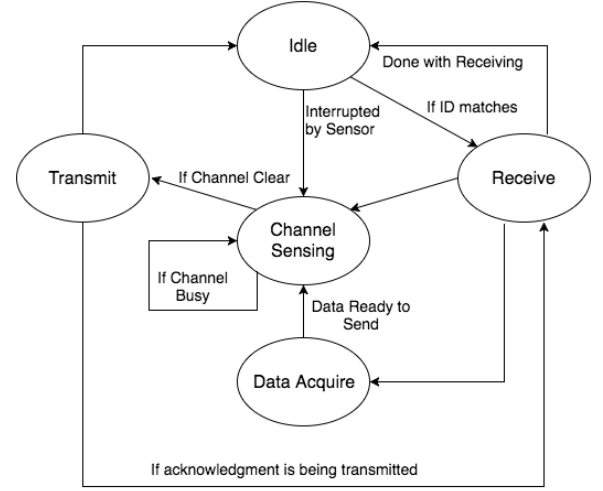 Idle
Done with Receiving
Interrupted
by Sensor
If ID matches
Transmit
If Channel Clear
Receive
Channel
Sensing
If Channel
Busy
Data Ready to
Send
Data Acquire
If acknowledgment is being transmitted